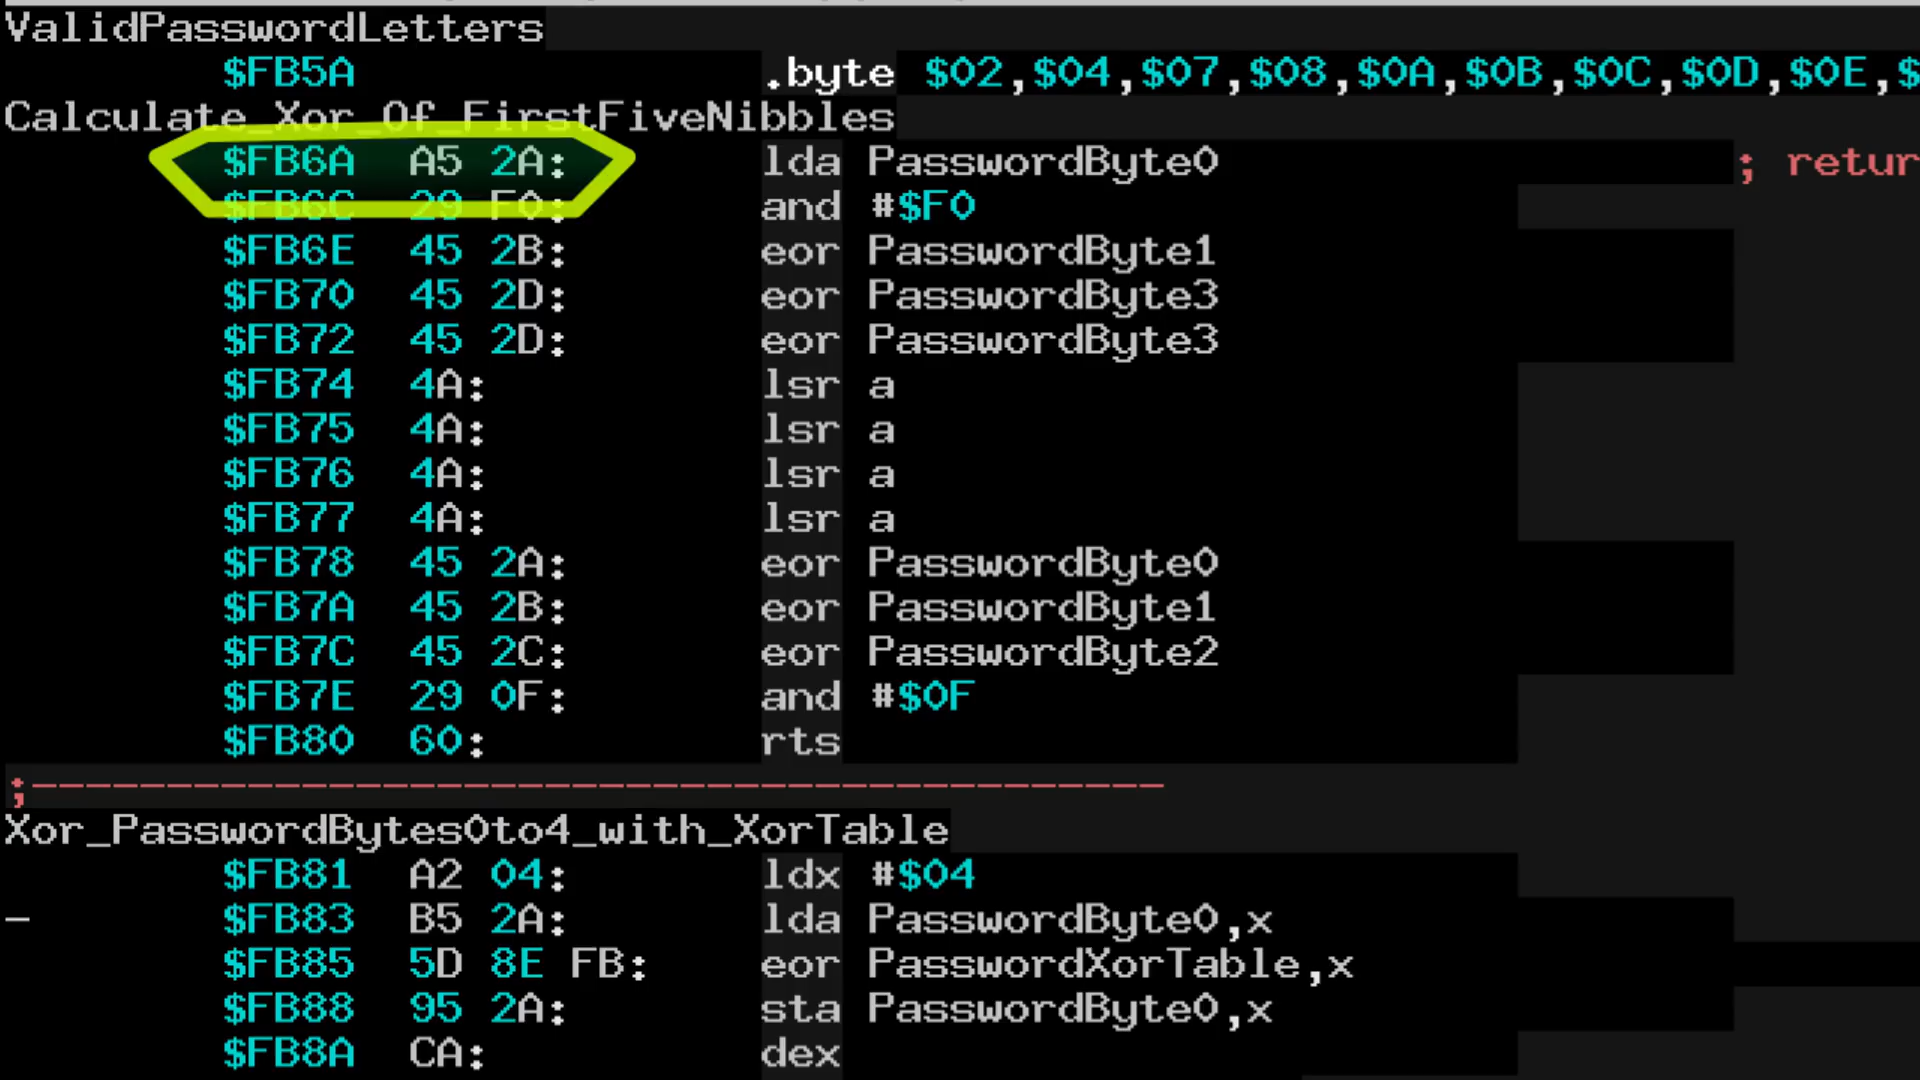 ValidPasswordLetters
$FB5A .byte $02,$04,$07,$08,$0A,$0B,$0C,$0D,$0E,$
Calculate_Xor_Of_FirstFiveNibbles
$FB6A A5 2A: lda PasswordByte0 ; retur
$FB6C 29 F0: and #$F0
$FB6E 45 2B: eor PasswordByte1
$FB70 45 2D: eor PasswordByte3
$FB72 45 2D: eor PasswordByte3
$FB74 4A: lsr a
$FB75 4A: lsr a
$FB76 4A: lsr a
$FB77 4A: lsr a
$FB78 45 2A: eor PasswordByte0
$FB7A 45 2B: eor PasswordByte1
$FB7C 45 2C: eor PasswordByte2
$FB7E 29 0F: and #$0F
$FB80 60: rts
;------------------------------------------
Xor_PasswordBytes0to4_with_XorTable
$FB81 A2 04: ldx #$04
- $FB83 B5 2A: lda PasswordByte0,x
$FB85 5D 8E FB: eor PasswordXorTable,x
$FB88 95 2A: sta PasswordByte0,x
$FB8A CA: dex